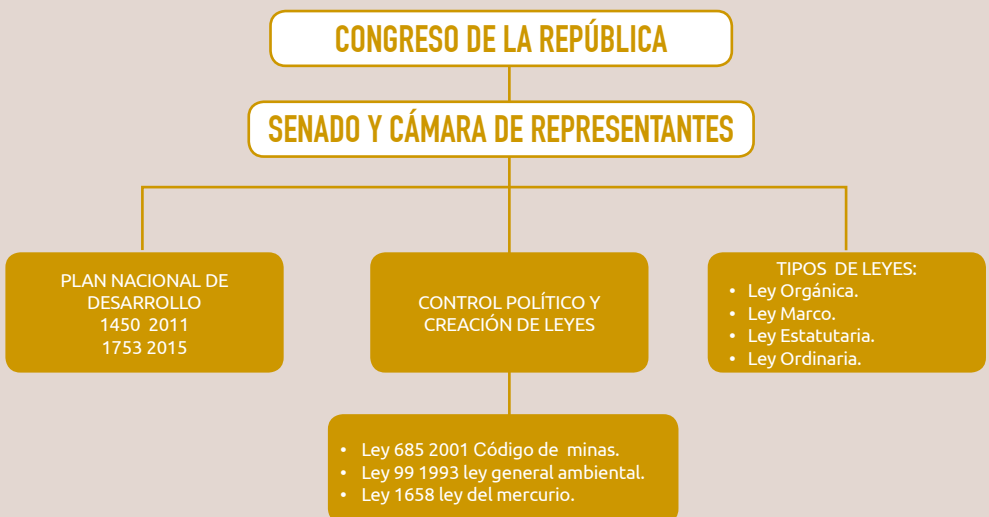 CONGRESO DE LA REPÚBLICA
SENADO Y CÁMARA DE REPRESENTANTES
PLAN NACIONAL DE
DESARROLLO
1450 2011
1753 2015
CONTROL POLÍTICO Y
CREACIÓN DE LEYES
TIPOS DE LEYES:
• Ley Orgánica.
• Ley Marco.
• Ley Estatutaria.
• Ley Ordinaria.
• Ley 685 2001 Código de minas.
• Ley 99 1993 ley general ambiental.
• Ley 1658 ley del mercurio.